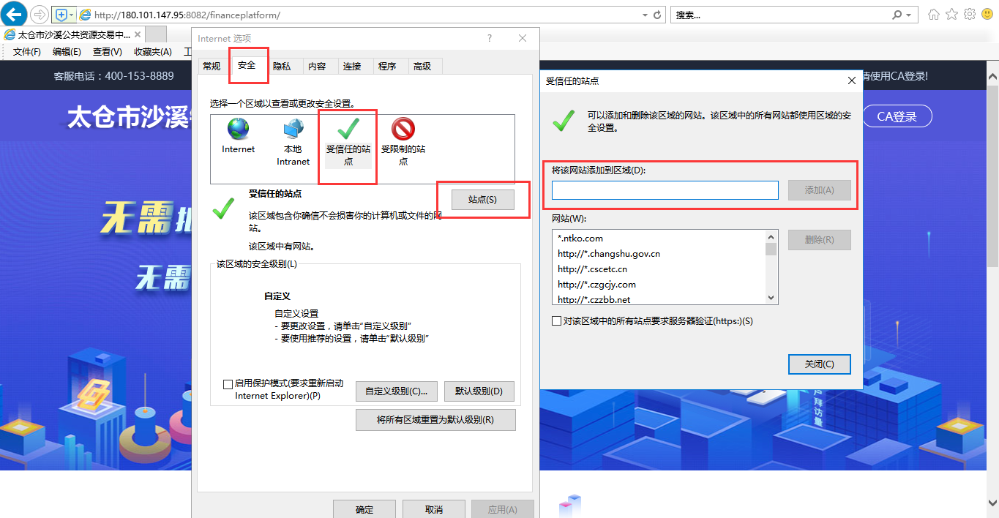 http://180.101.147.95:8082/financeplatform/
搜索...
太仓市沙溪公共资源交易中...
文件(F) 编辑(E) 查看(V) 收藏夹(A) 工
客服电话：400-153-8889
请使用CA登录!
太仓市沙溪
CA登录
无需
无需
户拜访量
Internet 选项
?
常规 安全 隐私 内容 连接 程序 高级
选择一个区域以查看或更改安全设置。
Internet
本地
Intranet
受信任的站
点
受限制的站
点
受信任的站点
站点(S)
该区域包含你确信不会损害你的计算机或文件的网
站。
该区域中有网站。
该区域的安全级别(L)
自定义
自定义设置
- 要更改设置，请单击“自定义级别”
- 要使用推荐的设置，请单击“默认级别”
启用保护模式(要求重新启动
Internet Explorer)(P)
自定义级别(C)... 默认级别(D)
将所有区域重置为默认级别(R)
确定 取消 应用(A)
受信任的站点
可以添加和删除该区域的网站。该区域中的所有网站都使用区域的安
全设置。
将该网站添加到区域(D):
添加(A)
网站(W):
*.ntko.com
http://*.changshu.gov.cn
http://*.cscetc.cn
http://*.czgcjy.com
http://*.czzbb.net
删除(R)
对该区域中的所有站点要求服务器验证(https:)(S)
关闭(C)